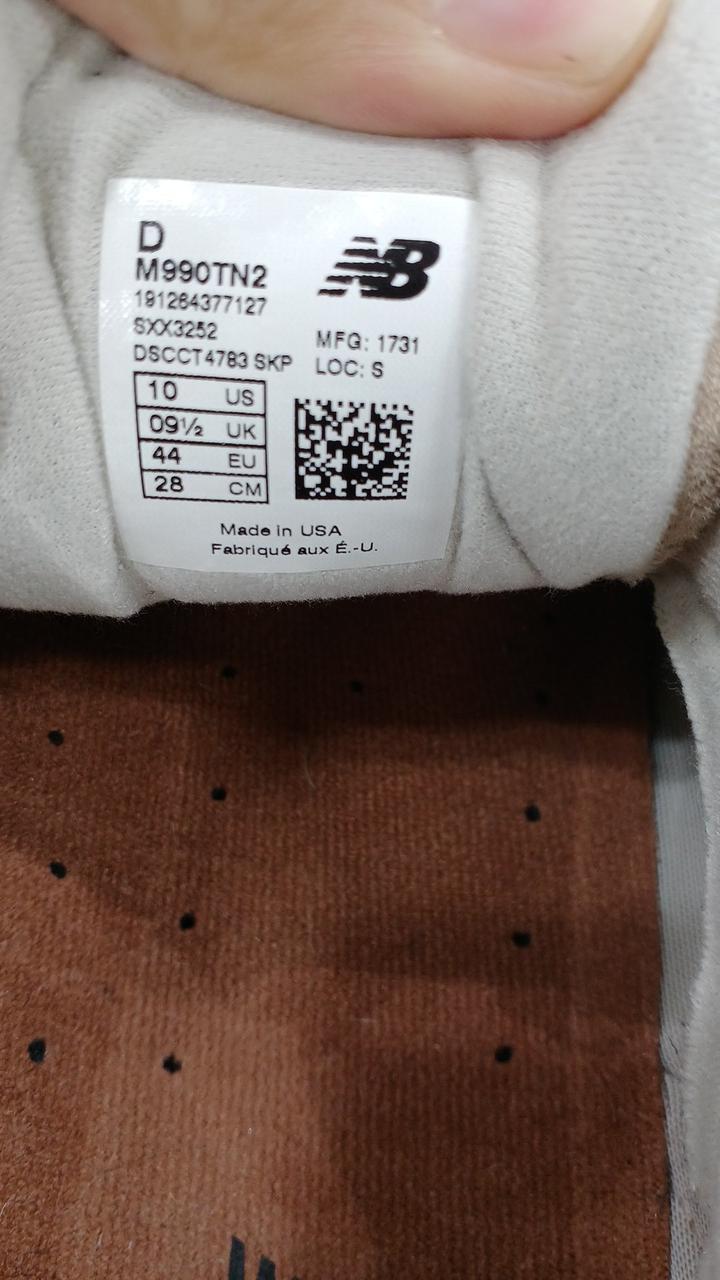 D
M990TN2
191264377127
SXX3252
DSCCT4783 SKP
NB
MFG: 1731
LOC: S
10 US
09½ UK
44 EU
28 CM
Made in USA
Fabriqué aux É.-U.